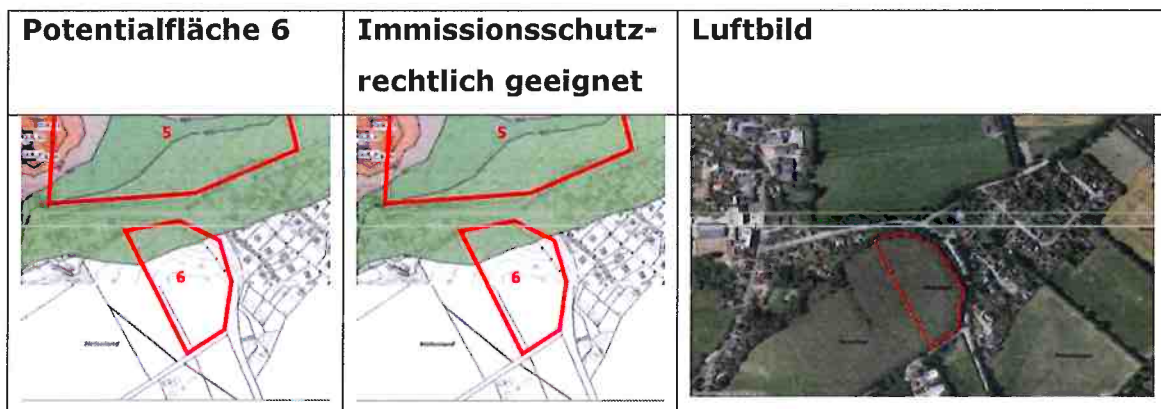 Potentialfläche 6
Immissionsschutz-
rechtlich geeignet
Luftbild
5
6
5
6